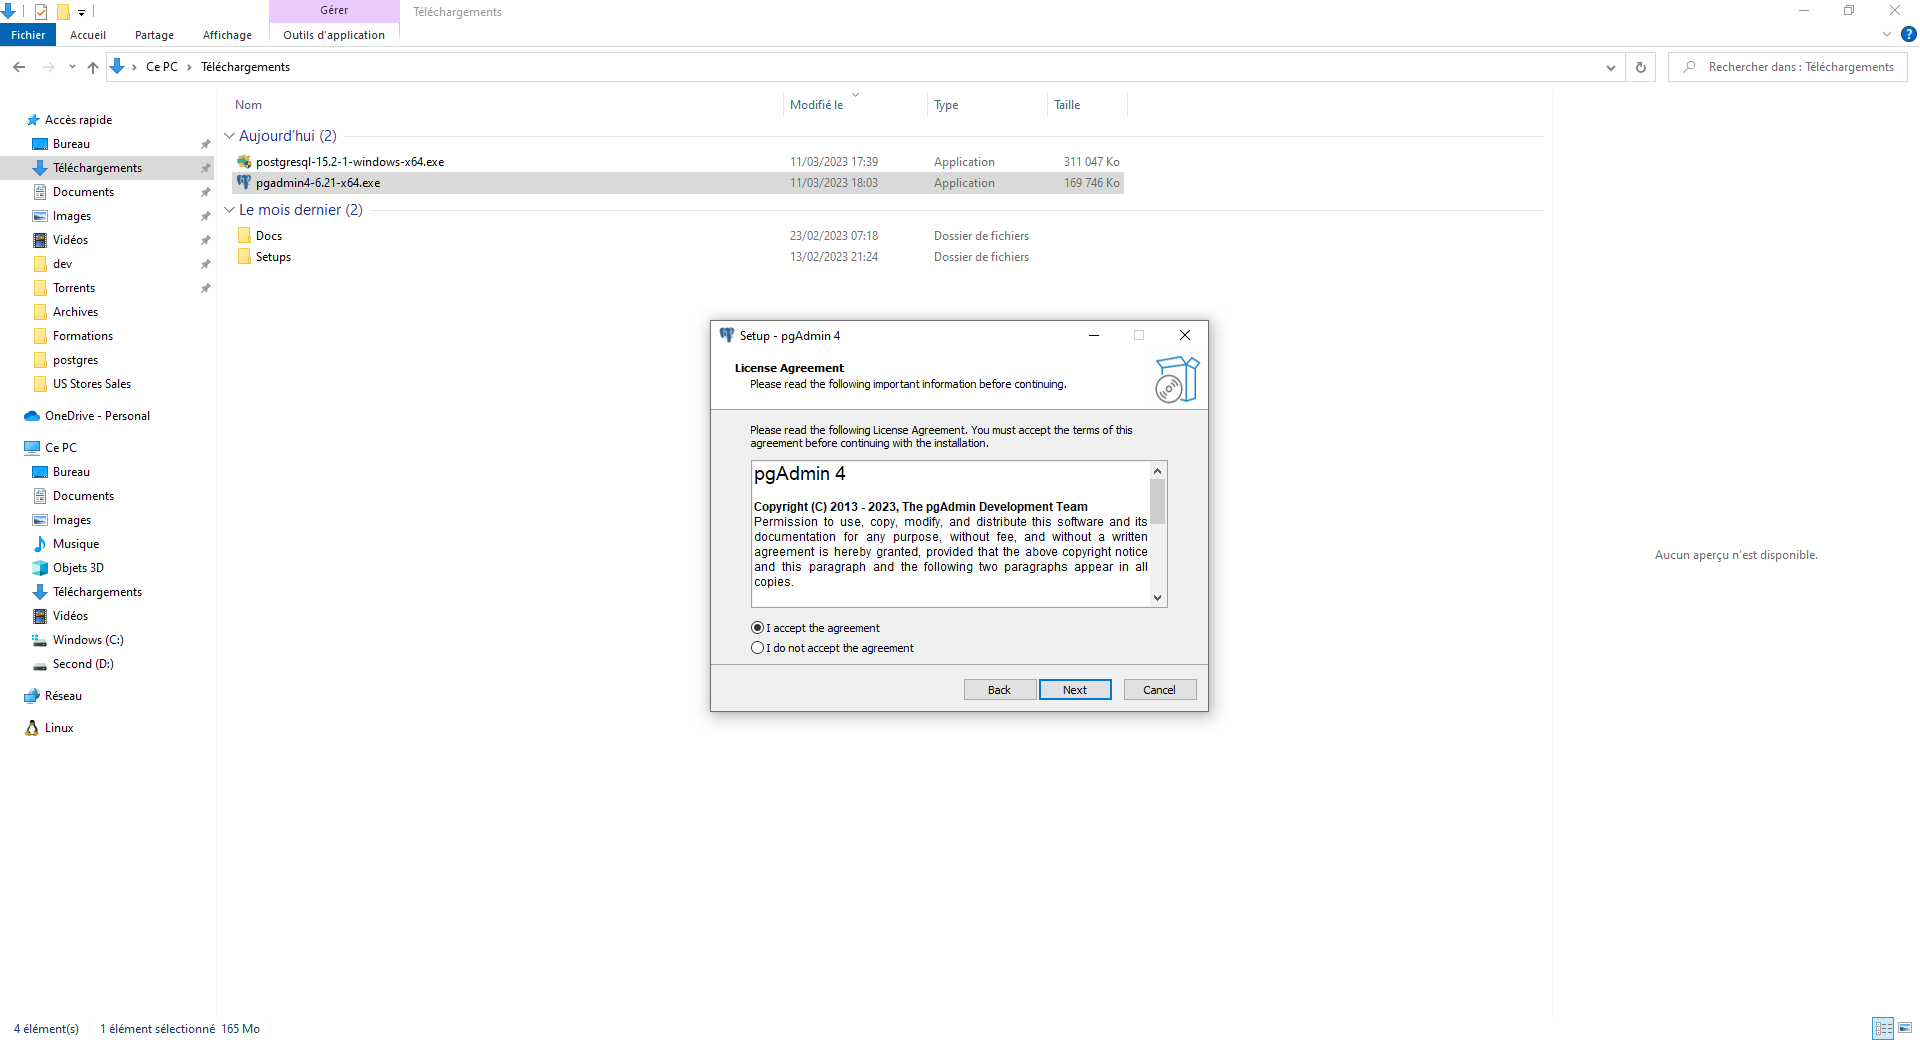 Gérer
Téléchargements
Fichier
Accueil
Partage
Affichage
Outils d'application
Ce PC
Téléchargements
Rechercher dans : Téléchargements
Nom
Modifié le
Type
Taille
Accès rapide
Bureau
Téléchargements
Documents
Images
Vidéos
dev
Torrents
Archives
Formations
postgres
US Stores Sales
OneDrive - Personal
Ce PC
Bureau
Documents
Images
Musique
Objets 3D
Téléchargements
Vidéos
Windows (C:)
Second (D:)
Réseau
Linux
Aujourd'hui (2)
postgresql-15.2-1-windows-x64.exe 11/03/2023 17:39 Application 311 047 Ko
pgadmin4-6.21-x64.exe 11/03/2023 18:03 Application 169 746 Ko
Le mois dernier (2)
Docs 23/02/2023 07:18 Dossier de fichiers
Setups 13/02/2023 21:24 Dossier de fichiers
Setup - pgAdmin 4
License Agreement
Please read the following important information before continuing.
Please read the following License Agreement. You must accept the terms of this
agreement before continuing with the installation.
pgAdmin 4
Copyright (C) 2013 - 2023, The pgAdmin Development Team
Permission to use, copy, modify, and distribute this software and its
documentation for any purpose, without fee, and without a written
agreement is hereby granted, provided that the above copyright notice
and this paragraph and the following two paragraphs appear in all
copies.
I accept the agreement
I do not accept the agreement
Back
Next
Cancel
Aucun aperçu n'est disponible.
4 élément(s)
1 élément sélectionné 165 Mo